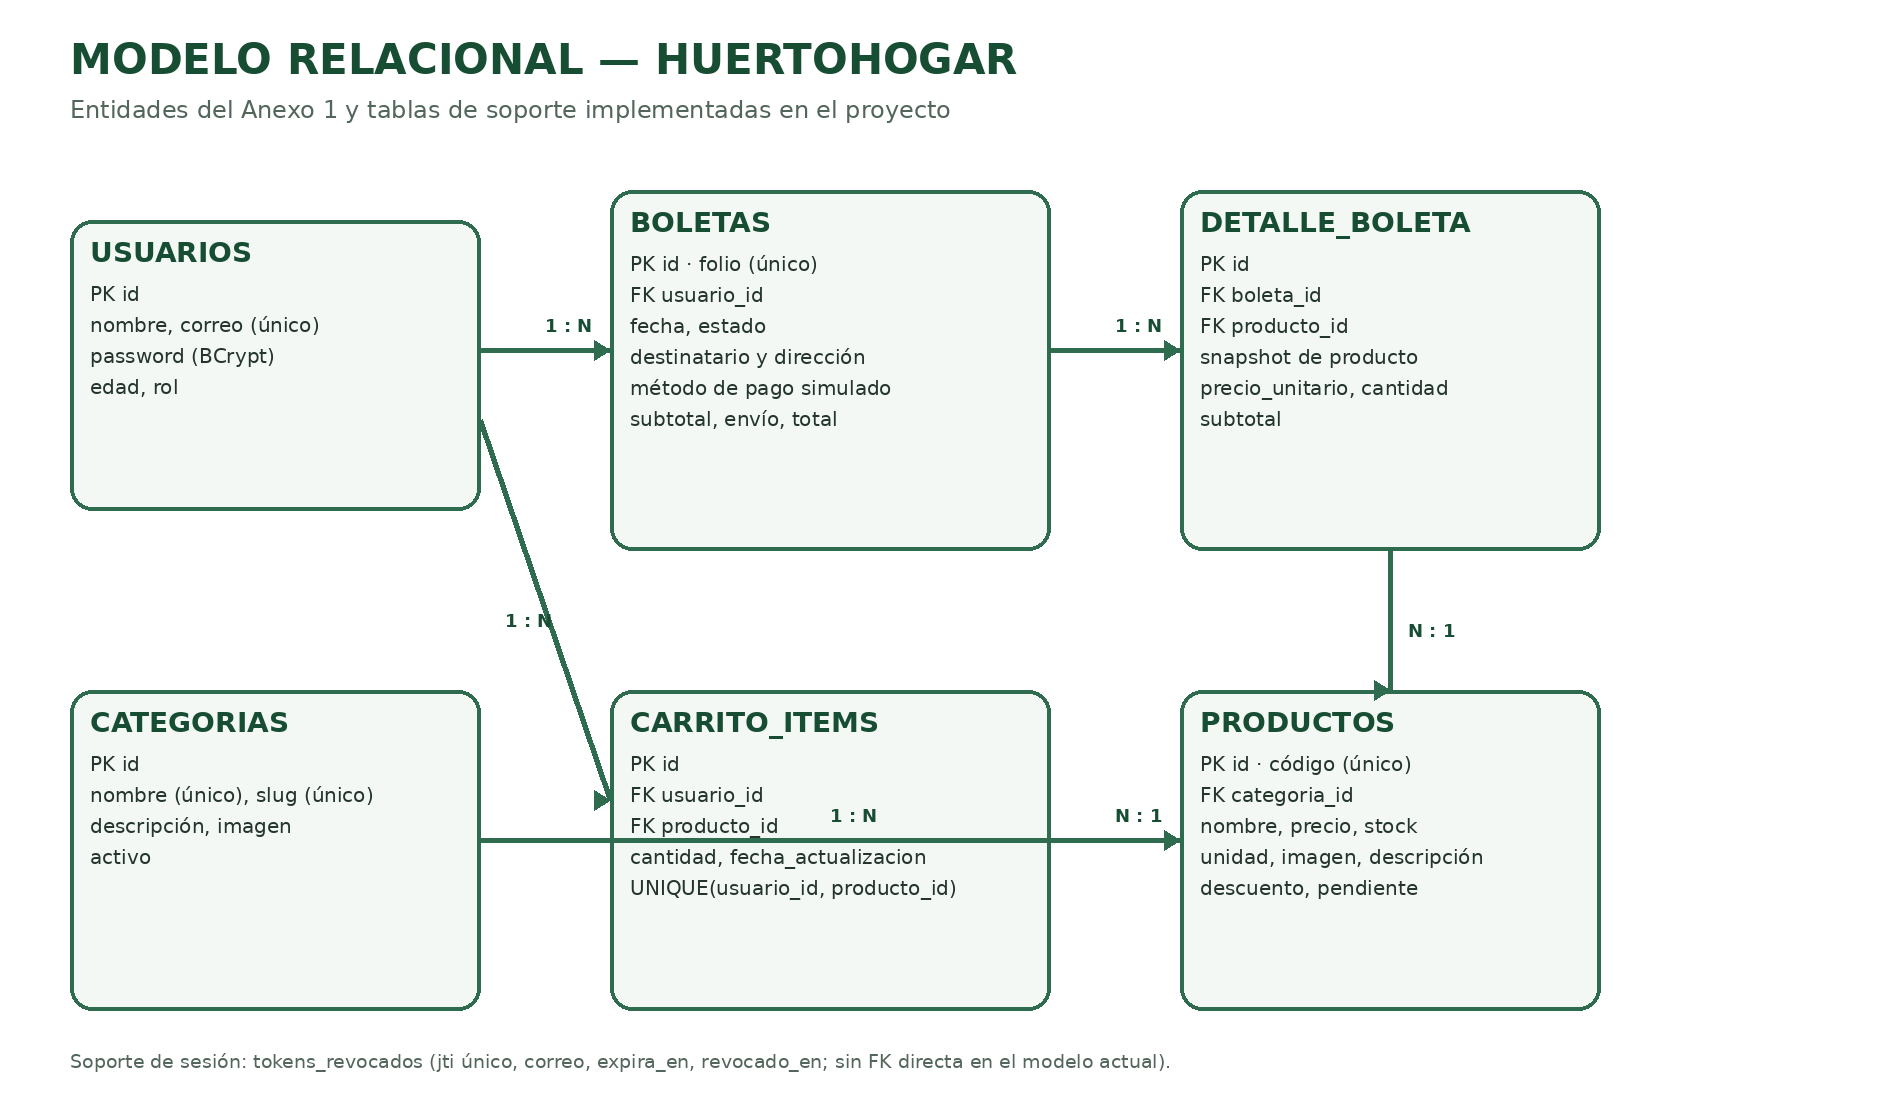 MODELO RELACIONAL — HUERTOHOGAR
Entidades del Anexo 1 y tablas de soporte implementadas en el proyecto
USUARIOS
PK id
nombre, correo (único)
password (BCrypt)
edad, rol
1 : N
BOLETAS
PK id · folio (único)
FK usuario_id
fecha, estado
destinatario y dirección
método de pago simulado
subtotal, envío, total
1 : N
DETALLE_BOLETA
PK id
FK boleta_id
FK producto_id
snapshot de producto
precio_unitario, cantidad
subtotal
1 : N
N : 1
CATEGORIAS
PK id
nombre (único), slug (único)
descripción, imagen
activo
CARRITO_ITEMS
PK id
FK usuario_id
FK producto_id
1 : N
cantidad, fecha_actualizacion
UNIQUE(usuario_id, producto_id)
N : 1
PRODUCTOS
PK id · código (único)
FK categoria_id
nombre, precio, stock
unidad, imagen, descripción
descuento, pendiente
Soporte de sesión: tokens_revocados (jti único, correo, expira_en, revocado_en; sin FK directa en el modelo actual).